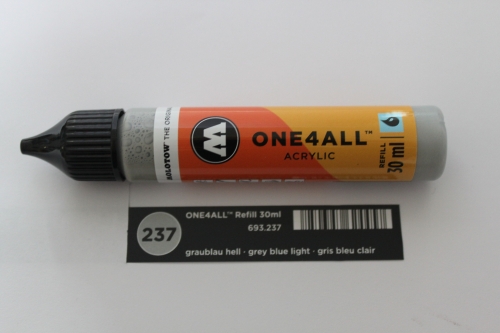 MOLOTOW THE ORIGINAL
M
ONE4ALL™
ACRYLIC
REFILL
30 ml
ONE4ALL™ Refill 30ml
693.237
237
graublau hell · grey blue light · gris bleu clair